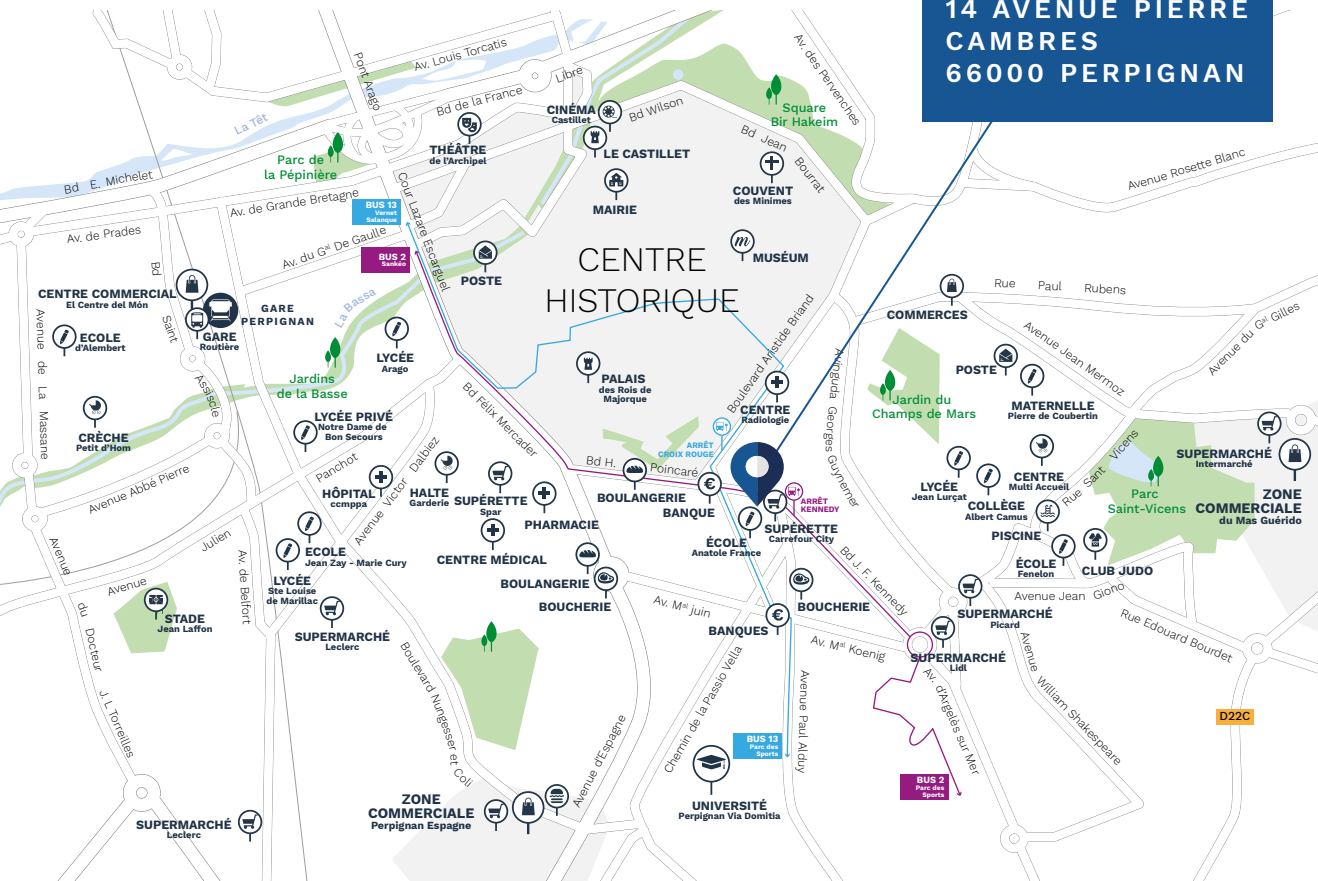 14 AVENUE PIERRE
CAMBRES
66000 PERPIGNAN
Av. Louis Torcatis
Pont Arago
Libre
Av. des Pervenches
Bd de la France
CINÉMA
Castillet
Bd Wilson
Square
Bir Hakeim
La Têt
THÉÂTRE
de l'Archipel
LE CASTILLET
Bd Jean Bourrat
Parc de
la Pépinière
COUVENT
des Minimes
Avenue Rosette Blanc
Bd E. Michelet
MAIRIE
Av. de Grande Bretagne
BUS 13
Vernet
Salanque
Cour Lazare Escarguel
Av. de Prades
Av. du Gal De Gaulle
BUS 2
Sankéo
MUSÉUM
CENTRE
HISTORIQUE
POSTE
Bd Saint Assiscle
CENTRE COMMERCIAL
El Centre del Món
GARE
PERPIGNAN
La Bassa
Rue Paul Rubens
COMMERCES
Avenue de La Massane
ECOLE
d'Alembert
GARE
Routière
LYCÉE
Arago
Boulevard Aristide Briand
Avenue Jean Mermoz
Avenue du Gal Gilles
Avinguda Georges Guynemer
POSTE
Jardins
de la Basse
PALAIS
des Rois de
Majorque
Jardin du
Champs de Mars
MATERNELLE
Pierre de Coubertin
Bd Félix Mercader
CENTRE
Radiologie
LYCÉE PRIVÉ
Notre Dame de
Bon Secours
CRÈCHE
Petit d'Hom
ARRÊT
CROIX ROUGE
Rue Sant Vicens
SUPERMARCHÉ
Intermarché
Panchot
Avenue Victor Dalbiez
Bd H. Poincaré
Avenue Abbé Pierre
HÔPITAL
ccmppa
HALTE
Garderie
SUPÉRETTE
Spar
BOULANGERIE
BANQUE
ARRÊT
KENNEDY
LYCÉE
Jean Lurçat
CENTRE
Multi Accueil
COLLÈGE
Albert Camus
Parc
Saint-Vicens
ZONE
COMMERCIALE
du Mas Guérido
PHARMACIE
SUPÉRETTE
Carrefour City
PISCINE
Avenue Julien
ECOLE
Jean Zay - Marie Cury
CENTRE MÉDICAL
ÉCOLE
Anatole France
Bd J. F. Kennedy
ÉCOLE
Fenelon
CLUB JUDO
Av. de Belfort
LYCÉE
Ste Louise
de Marillac
BOULANGERIE
BOUCHERIE
Av. Mal juin
BOUCHERIE
Avenue Jean Giono
Avenue du Docteur J. L Torreilles
STADE
Jean Laffon
SUPERMARCHÉ
Leclerc
BANQUES
SUPERMARCHÉ
Picard
Rue Edouard Bourdet
Av. Mal Koenig
SUPERMARCHÉ
Lidl
Boulevard Nungesser et Coli
Chemin de la Passio Vella
Avenue Paul Alduy
Av. d'Argelès sur Mer
Avenue William Shakespeare
D22C
Avenue d'Espagne
BUS 13
Parc des
Sports
BUS 2
Parc des
Sports
UNIVERSITÉ
Perpignan Via Domitia
ZONE
COMMERCIALE
Perpignan Espagne
SUPERMARCHÉ
Leclerc